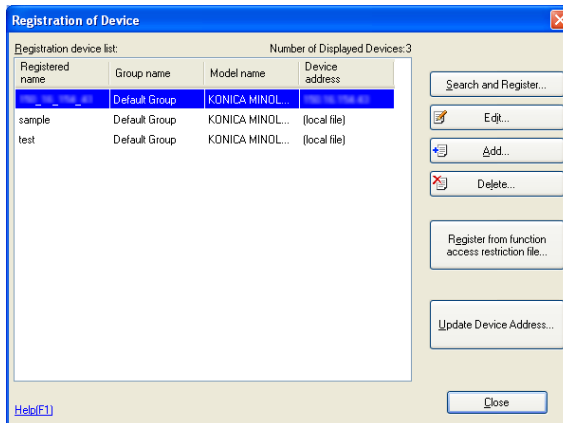 Registration of Device
Registration device list: Number of Displayed Devices:3
Registered name Group name Model name Device address
Default Group KONICA MINOL...
sample Default Group KONICA MINOL... (local file)
test Default Group KONICA MINOL... (local file)
Search and Register...
Edit...
Add...
Delete...
Register from function
access restriction file...
Update Device Address...
Close
Help(F1)